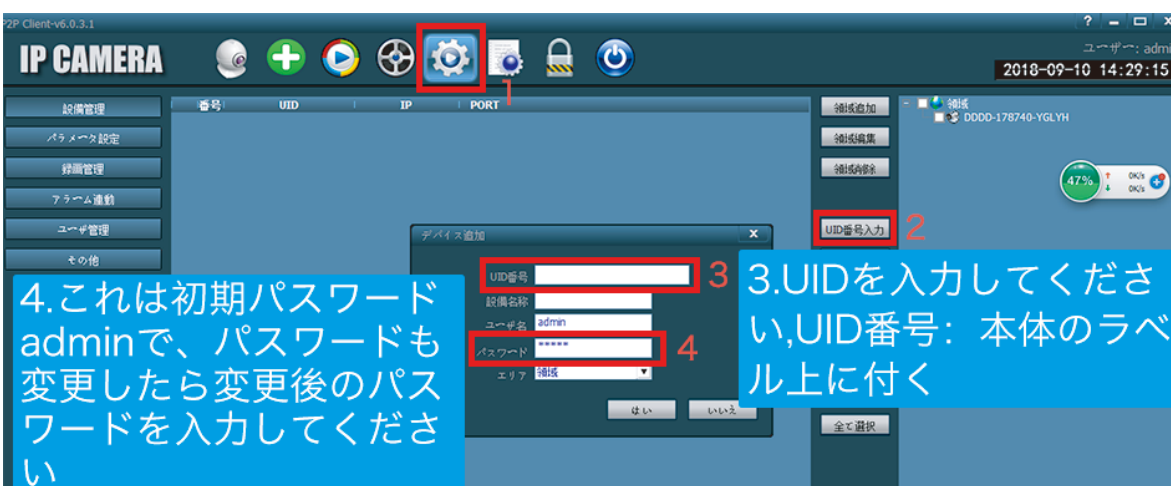 P2P Client-v6.0.3.1
? - □ x
IP CAMERA
ユーザー: admi
2018-09-10 14:29:15
1
設備管理
パラメータ設定
録画管理
アラーム連動
ユーザ管理
その他
番号 UID IP PORT
領域追加
領域編集
領域削除
UID番号入力
2
領域
DDDD-178740-YGLYH
47% 0K/s
0K/s
デバイス追加 x
UID番号
3
設備名称
ユーザ名 admin
パスワード *****
4
エリア 領域
はい いいえ
全て選択
4.これは初期パスワード
adminで、パスワードも
変更したら変更後のパス
ワードを入力してくださ
い
3.UIDを入力してくださ
い,UID番号：本体のラベ
ル上に付く